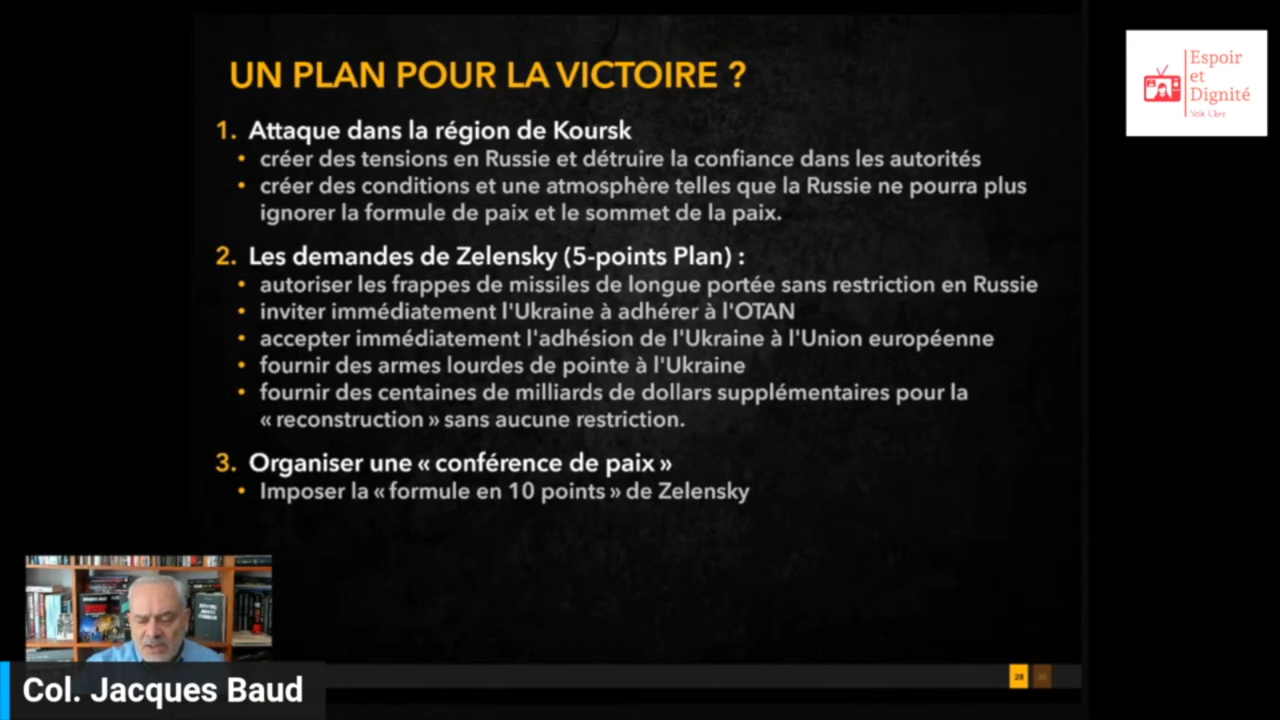 UN PLAN POUR LA VICTOIRE ?
1. Attaque dans la région de Koursk
• créer des tensions en Russie et détruire la confiance dans les autorités
• créer des conditions et une atmosphère telles que la Russie ne pourra plus
ignorer la formule de paix et le sommet de la paix.
2. Les demandes de Zelensky (5-points Plan) :
• autoriser les frappes de missiles de longue portée sans restriction en Russie
• inviter immédiatement l'Ukraine à adhérer à l'OTAN
• accepter immédiatement l'adhésion de l'Ukraine à l'Union européenne
• fournir des armes lourdes de pointe à l'Ukraine
• fournir des centaines de milliards de dollars supplémentaires pour la
« reconstruction » sans aucune restriction.
3. Organiser une « conférence de paix »
• Imposer la « formule en 10 points » de Zelensky
Espoir
et
Dignité
28
Col. Jacques Baud